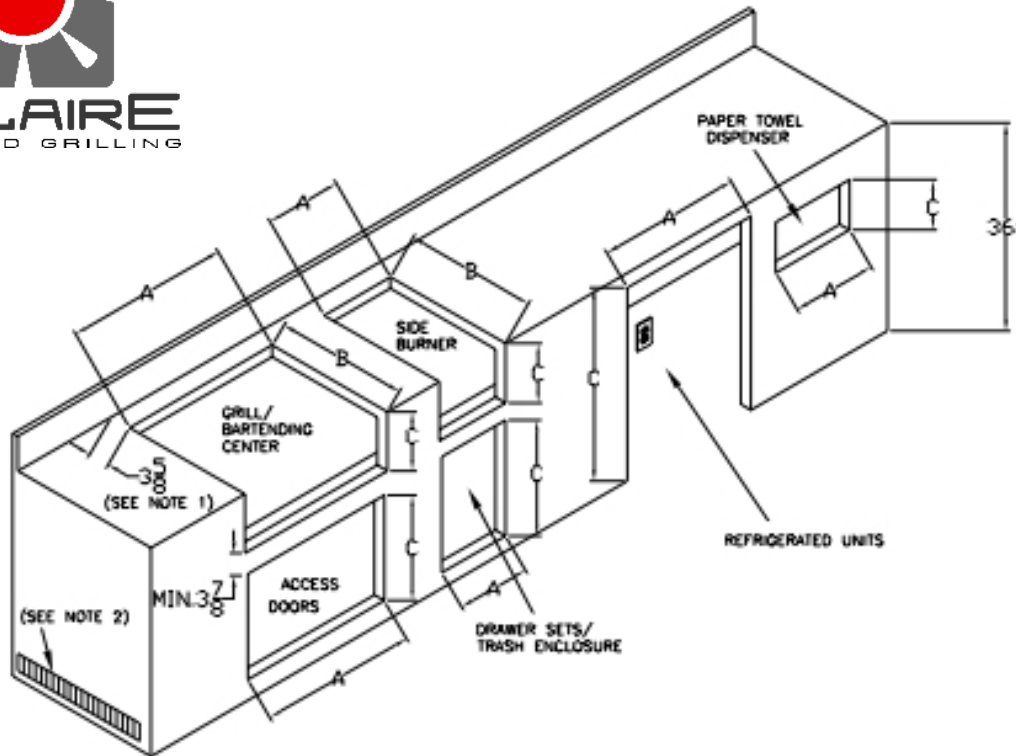 LAIRE
D GRILLING
PAPER TOWEL
DISPENSER
A
C
36
A
A
B
A
SIDE
BURNER
C
C
B
GRILL/
BARTENDING
CENTER
C
C
3 5/8
(SEE NOTE 1)
REFRIGERATED UNITS
C
ACCESS
DOORS
MIN.3 7/8
A
(SEE NOTE 2)
DRAWER SETS/
TRASH ENCLOSURE
A